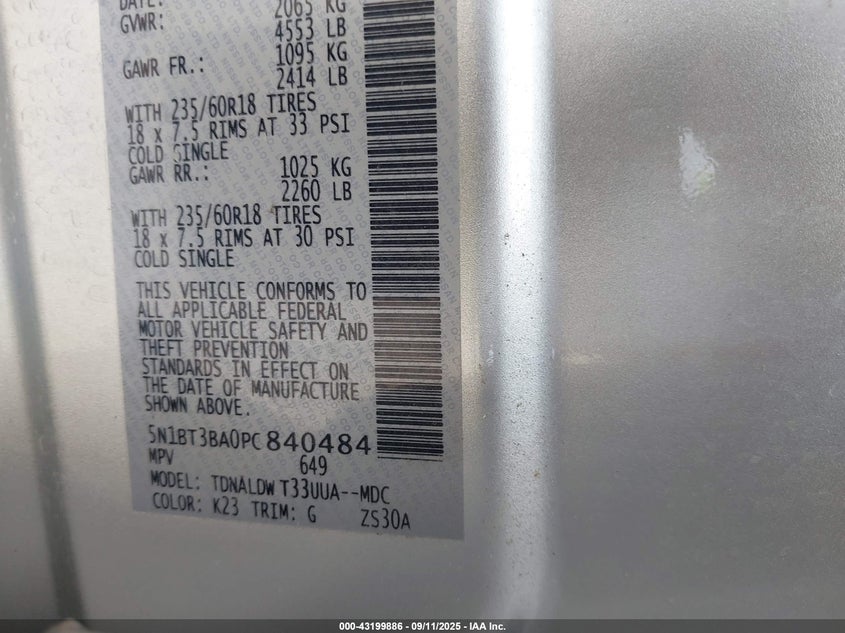 DATE: 2065 KG
GVWR: 4553 LB
GAWR FR.: 1095 KG
2414 LB
WITH 235/60R18 TIRES
18 x 7.5 RIMS AT 33 PSI
COLD SINGLE
GAWR RR.: 1025 KG
2260 LB
WITH 235/60R18 TIRES
18 x 7.5 RIMS AT 30 PSI
COLD SINGLE
THIS VEHICLE CONFORMS TO
ALL APPLICABLE FEDERAL
MOTOR VEHICLE SAFETY AND
THEFT PREVENTION
STANDARDS IN EFFECT ON
THE DATE OF MANUFACTURE
SHOWN ABOVE.
5N1BT3BA0PC840484
MPV 649
MODEL: TDNALDW T33UUA--MDC
COLOR: K23 TRIM: G ZS30A
000-43199886 - 09/11/2025 - IAA Inc.